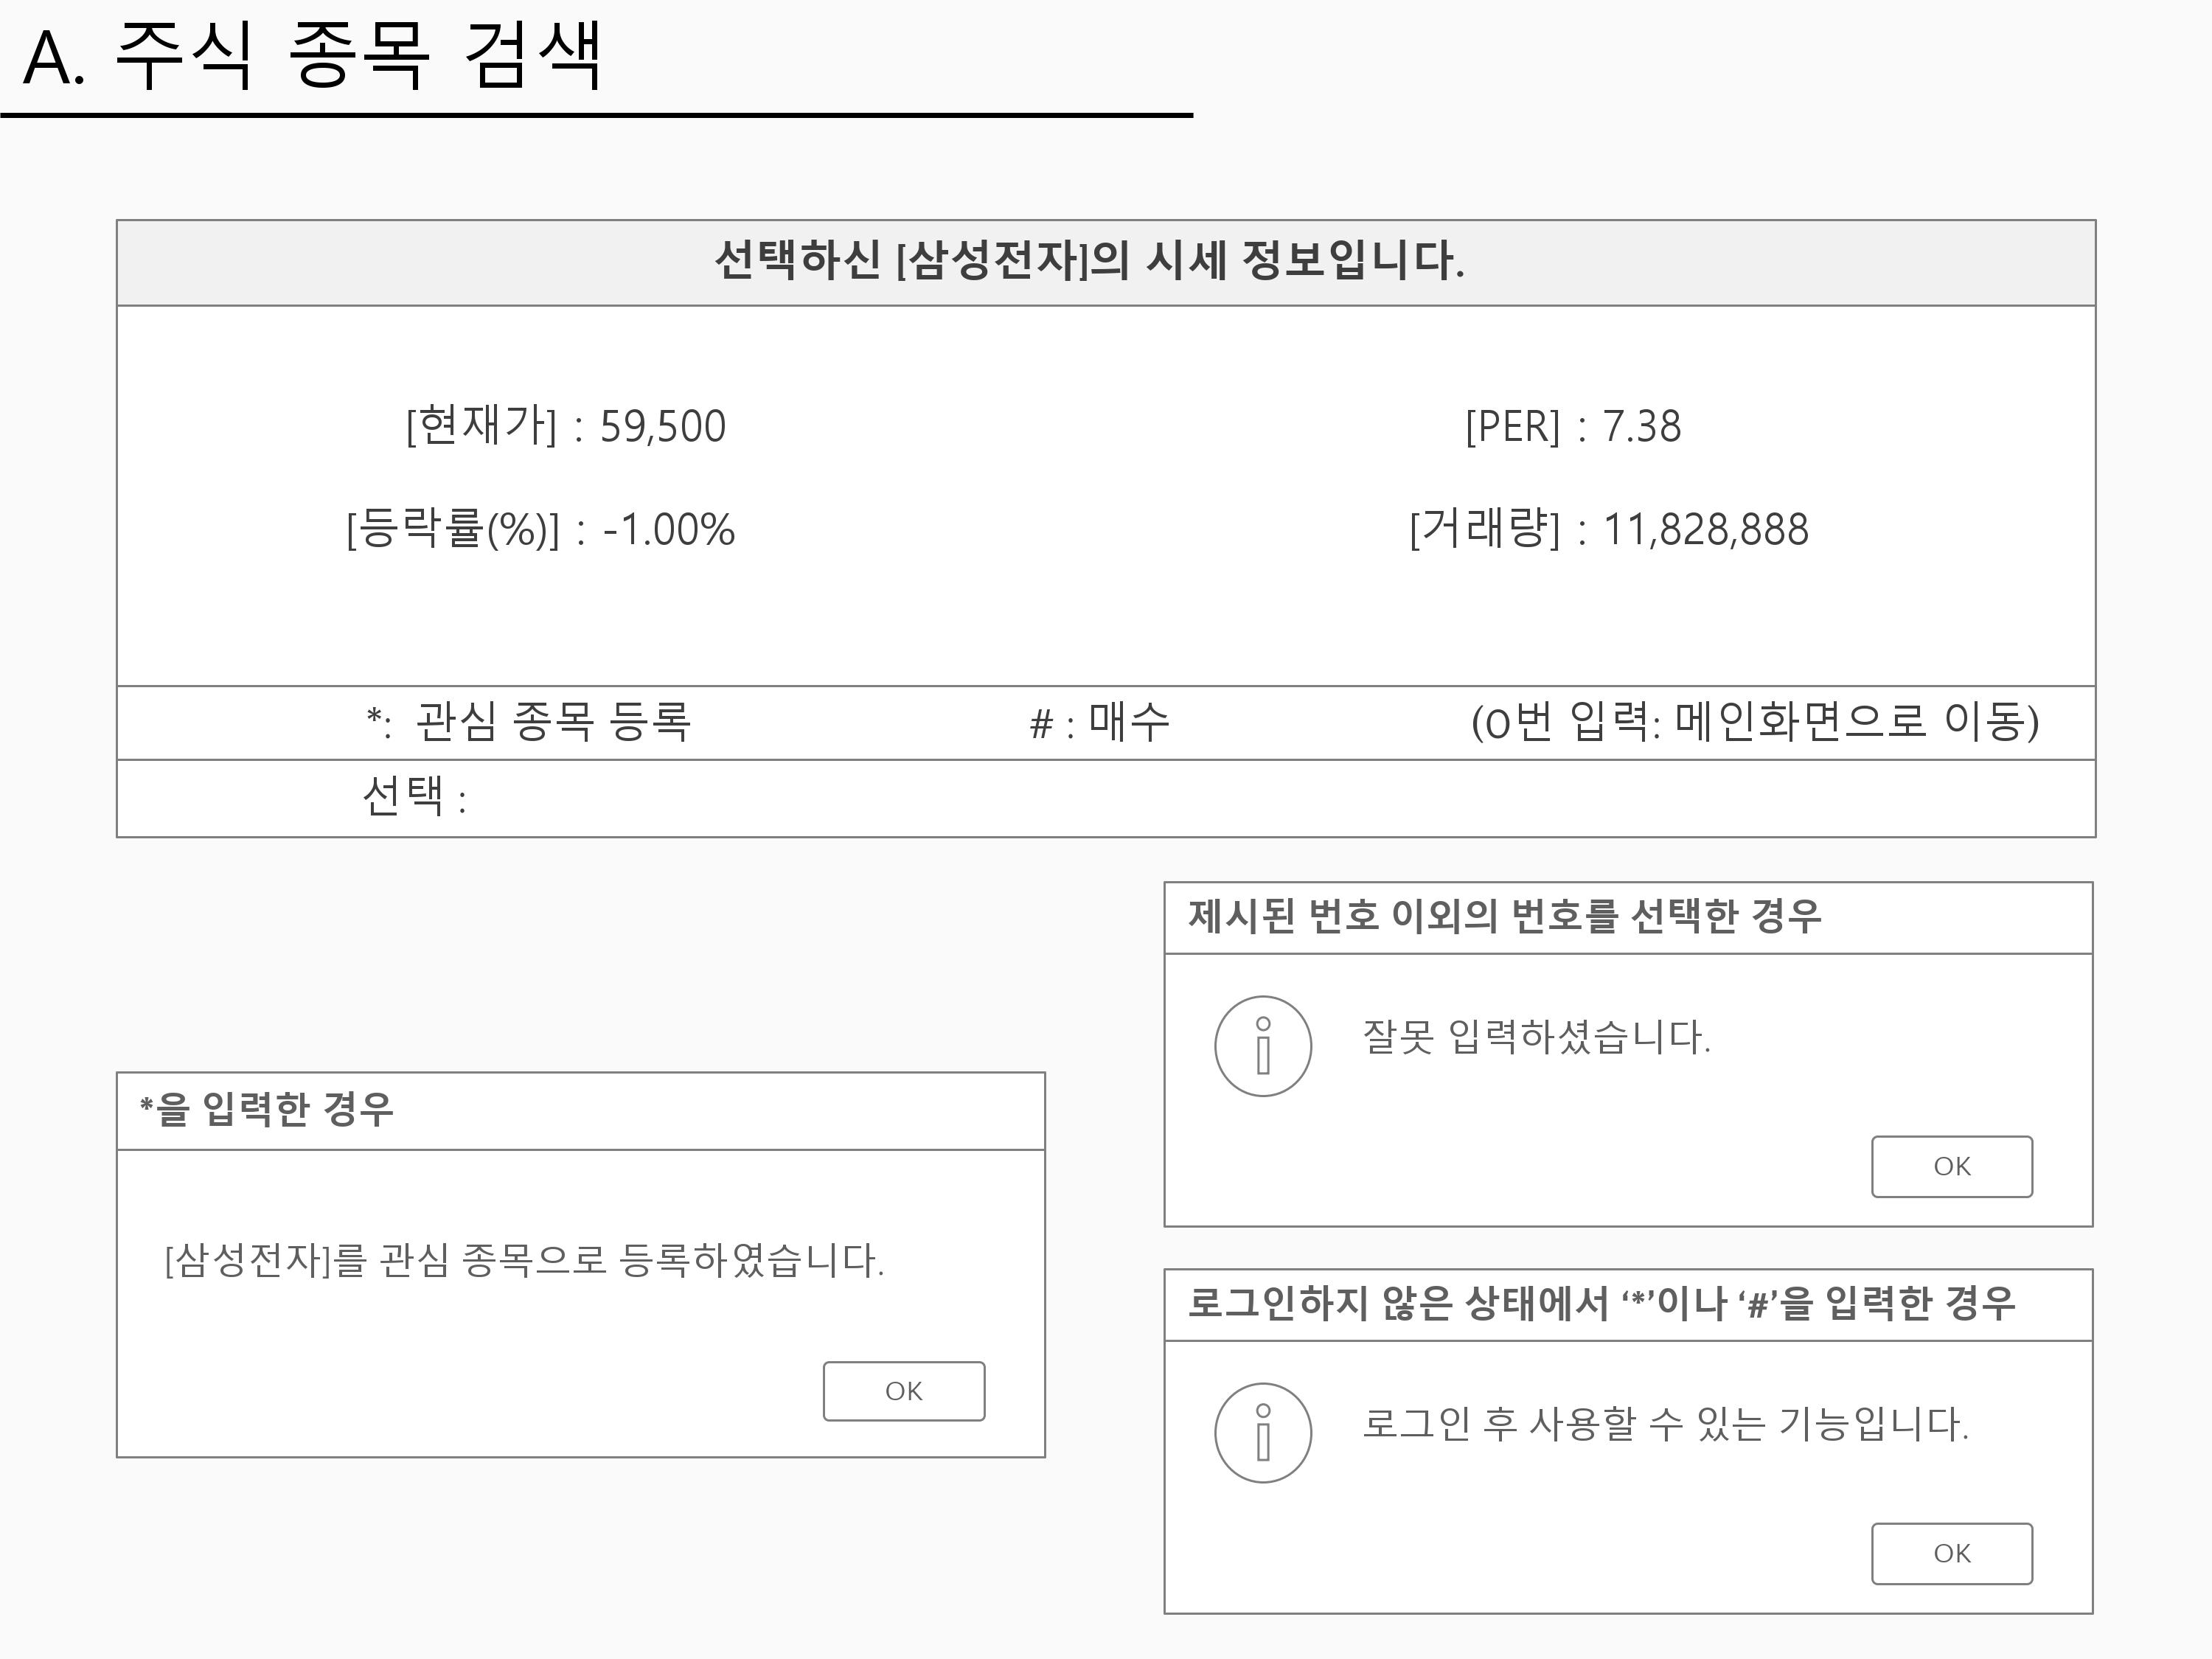 A. 주식 종목 검색
선택하신 [삼성전자]의 시세 정보입니다.
[현재가] : 59,500
[PER] : 7.38
[등락률(%)] : -1.00%
[거래량] : 11,828,888
*: 관심 종목 등록
# : 매수
(0번 입력: 메인화면으로 이동)
선택 :
제시된 번호 이외의 번호를 선택한 경우
잘못 입력하셨습니다.
OK
*을 입력한 경우
[삼성전자]를 관심 종목으로 등록하였습니다.
OK
로그인하지 않은 상태에서 ‘*’이나 ‘#’을 입력한 경우
로그인 후 사용할 수 있는 기능입니다.
OK